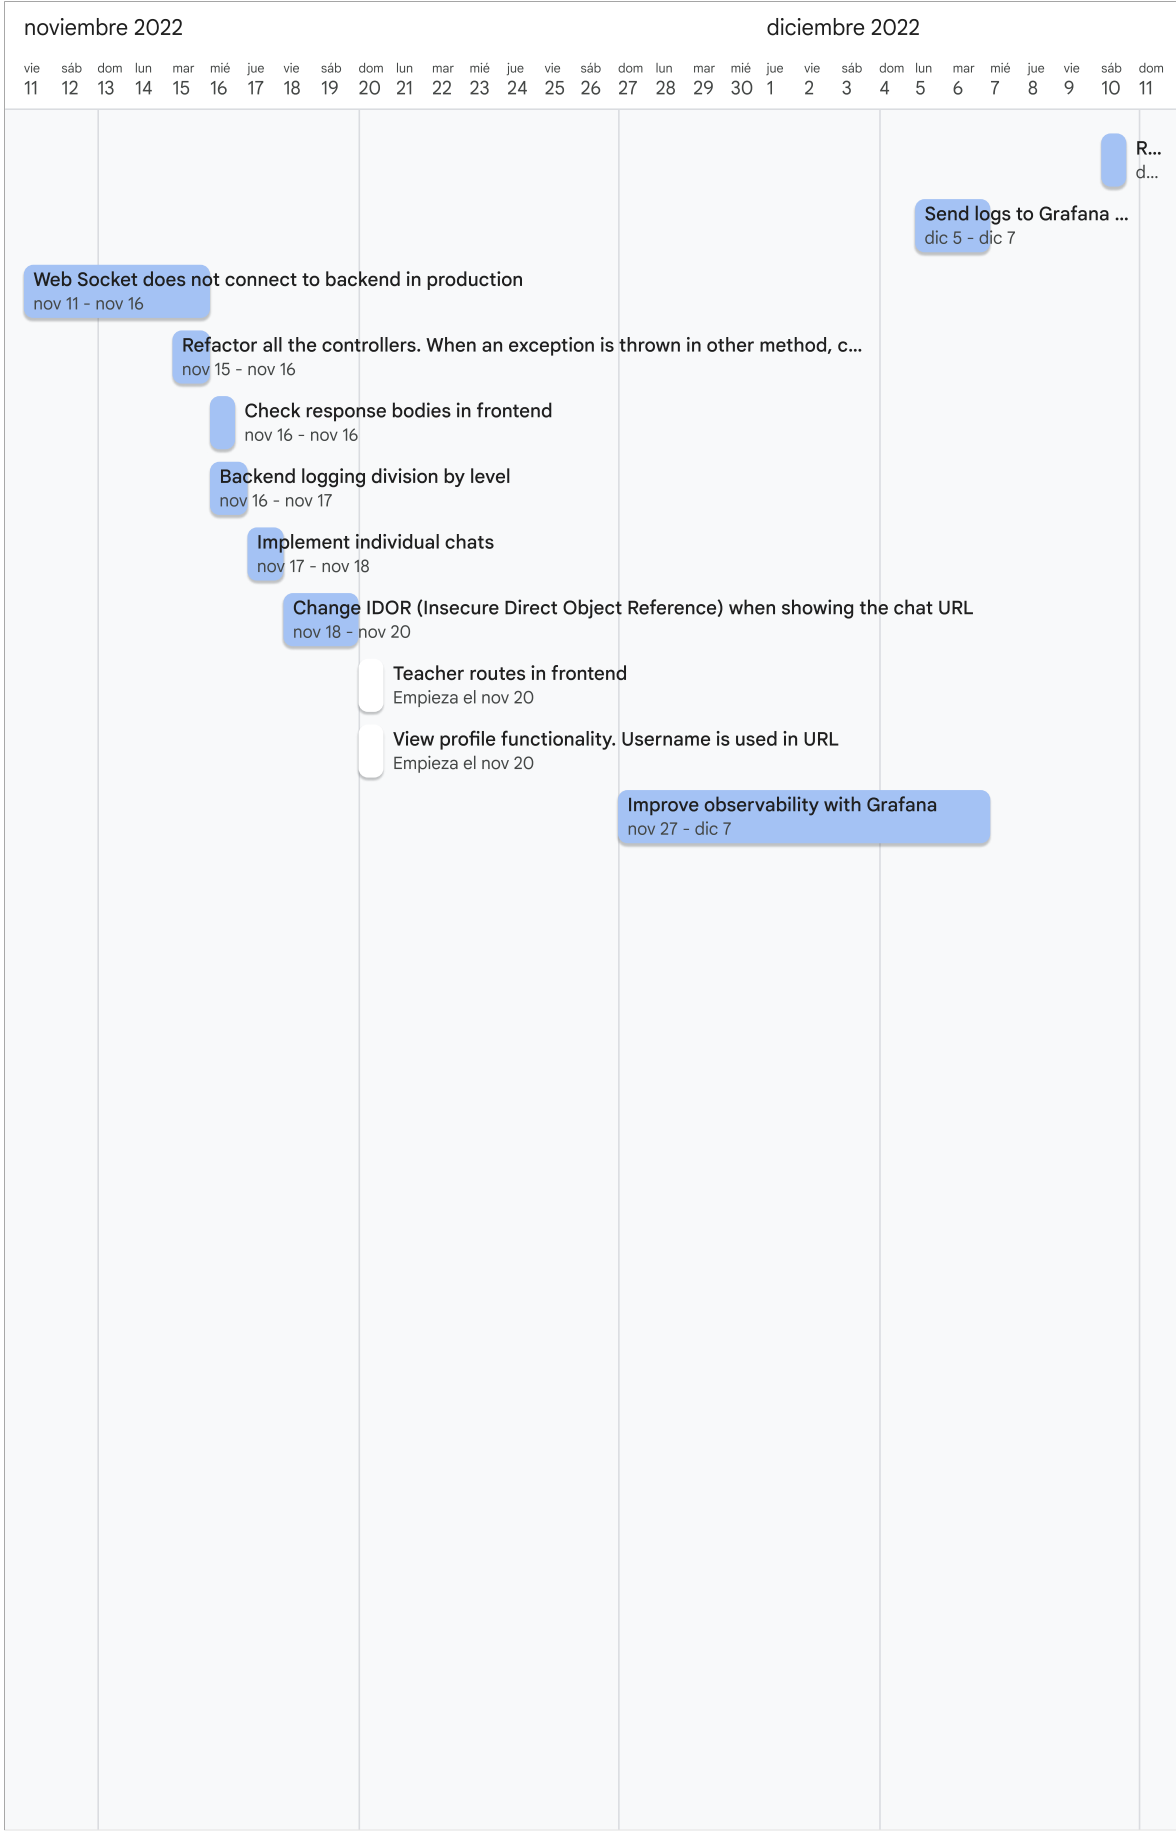 noviembre 2022
diciembre 2022
vie sáb dom lun mar mié jue vie sáb dom lun mar mié jue vie sáb dom lun mar mié jue vie sáb dom lun mar mié jue vie sáb dom
11 12 13 14 15 16 17 18 19 20 21 22 23 24 25 26 27 28 29 30 1 2 3 4 5 6 7 8 9 10 11
R...
d...
Send logs to Grafana ...
dic 5 - dic 7
Web Socket does not connect to backend in production
nov 11 - nov 16
Refactor all the controllers. When an exception is thrown in other method, c...
nov 15 - nov 16
Check response bodies in frontend
nov 16 - nov 16
Backend logging division by level
nov 16 - nov 17
Implement individual chats
nov 17 - nov 18
Change IDOR (Insecure Direct Object Reference) when showing the chat URL
nov 18 - nov 20
Teacher routes in frontend
Empieza el nov 20
View profile functionality. Username is used in URL
Empieza el nov 20
Improve observability with Grafana
nov 27 - dic 7